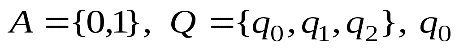 A={0,1}, Q={q₀,q₁,q₂}, q₀